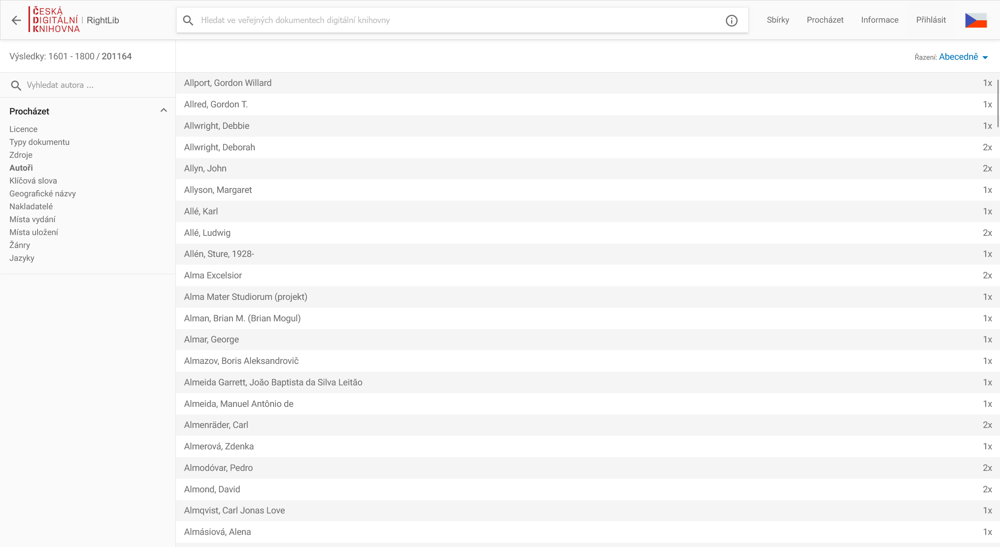 ČESKÁ
DIGITÁLNÍ
KNIHOVNA
RightLib
Hledat ve veřejných dokumentech digitální knihovny
Sbírky
Procházet
Informace
Přihlásit
Výsledky: 1601 - 1800 / 201164
Řazení: Abecedně
Vyhledat autora ...
Procházet
Licence
Typy dokumentu
Zdroje
Autoři
Klíčová slova
Geografické názvy
Nakladatelé
Místa vydání
Místa uložení
Žánry
Jazyky
Allport, Gordon Willard 1x
Allred, Gordon T. 1x
Allwright, Debbie 1x
Allwright, Deborah 2x
Allyn, John 2x
Allyson, Margaret 1x
Allé, Karl 1x
Allé, Ludwig 2x
Allén, Sture, 1928- 1x
Alma Excelsior 2x
Alma Mater Studiorum (projekt) 1x
Alman, Brian M. (Brian Mogul) 1x
Almar, George 1x
Almazov, Boris Aleksandrovič 1x
Almeida Garrett, Joăo Baptista da Silva Leităo 1x
Almeida, Manuel Antônio de 1x
Almenräder, Carl 2x
Almerová, Zdenka 1x
Almodóvar, Pedro 2x
Almond, David 2x
Almqvist, Carl Jonas Love 1x
Almásiová, Alena 1x